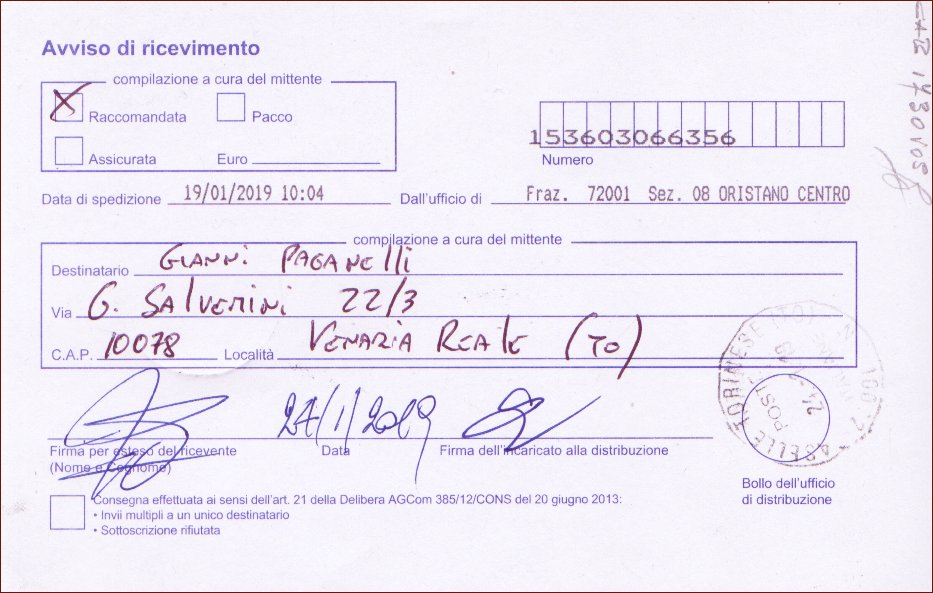 Avviso di ricevimento
compilazione a cura del mittente
X Raccomandata Pacco
Assicurata Euro
153603066356
Numero
Data di spedizione 19/01/2019 10:04 Dall'ufficio di Fraz. 72001 Sez. 08 ORISTANO CENTRO
compilazione a cura del mittente
Destinatario GIANNI PAGANELLI
Via G. SALVEMINI 22/3
C.A.P. 10078 Località VENARIA REALE (TO)
24/1/2019
Firma per esteso del ricevente Data Firma dell'incaricato alla distribuzione
(Nome e Cognome)
Bollo dell'ufficio
di distribuzione
Consegna effettuata ai sensi dell'art. 21 della Delibera AGCom 385/12/CONS del 20 giugno 2013:
• Invii multipli a un unico destinatario
• Sottoscrizione rifiutata